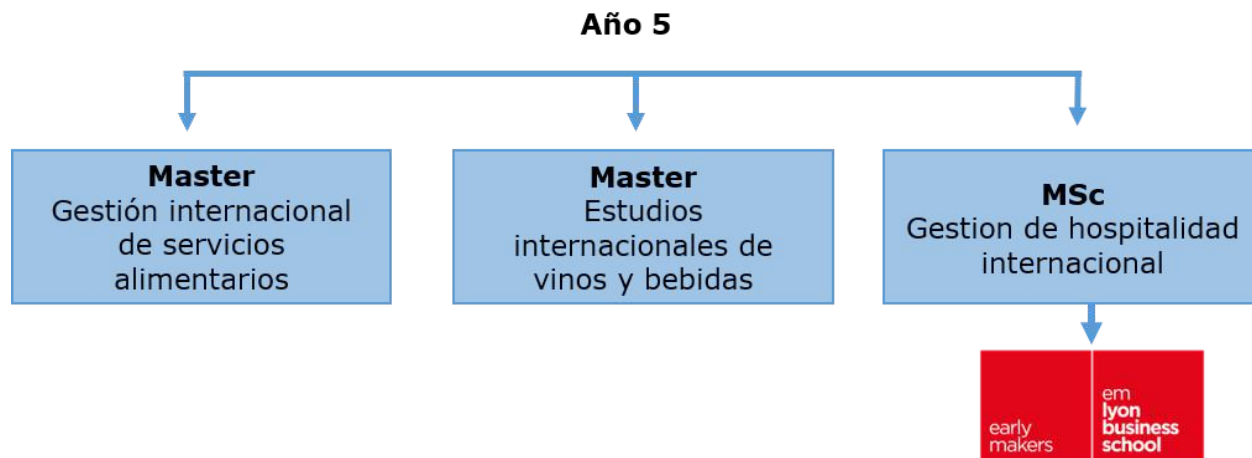 Año 5
Master
Gestión internacional
de servicios
alimentarios
Master
Estudios
internacionales de
vinos y bebidas
MSc
Gestion de hospitalidad
internacional
early
makers
em
lyon
business
school